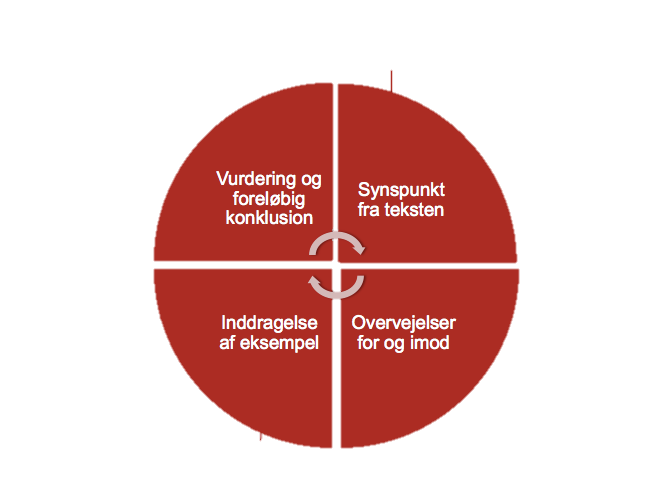 Vurdering og
foreløbig
konklusion
Synspunkt
fra teksten
Inddragelse
af eksempel
Overvejelser
for og imod